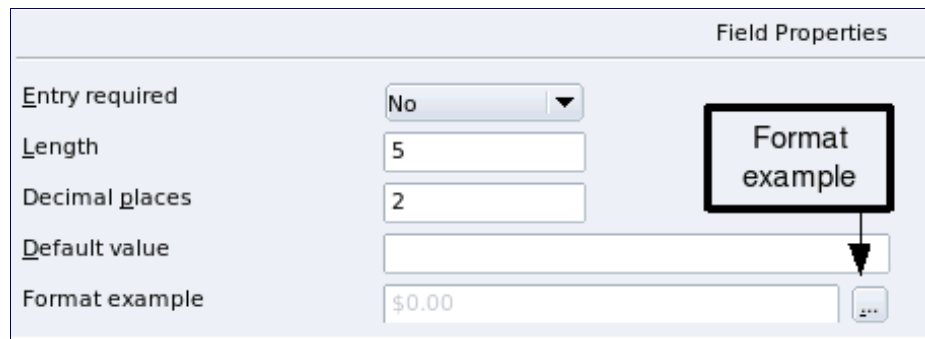 Field Properties
Entry required No
Length 5
Format
example
Decimal places 2
Default value
Format example $0.00 ...